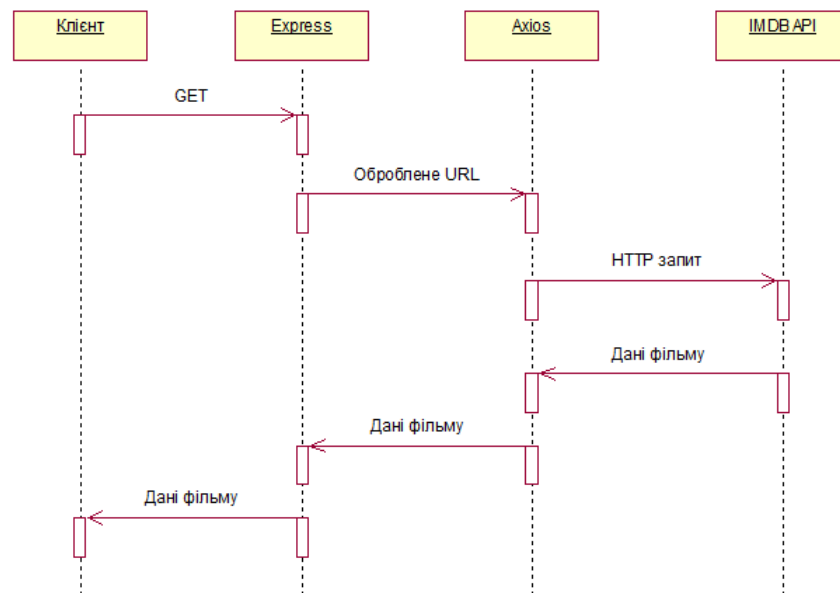 Клієнт
Express
Axios
IMDB API
GET
Оброблене URL
HTTP запит
Дані фільму
Дані фільму
Дані фільму